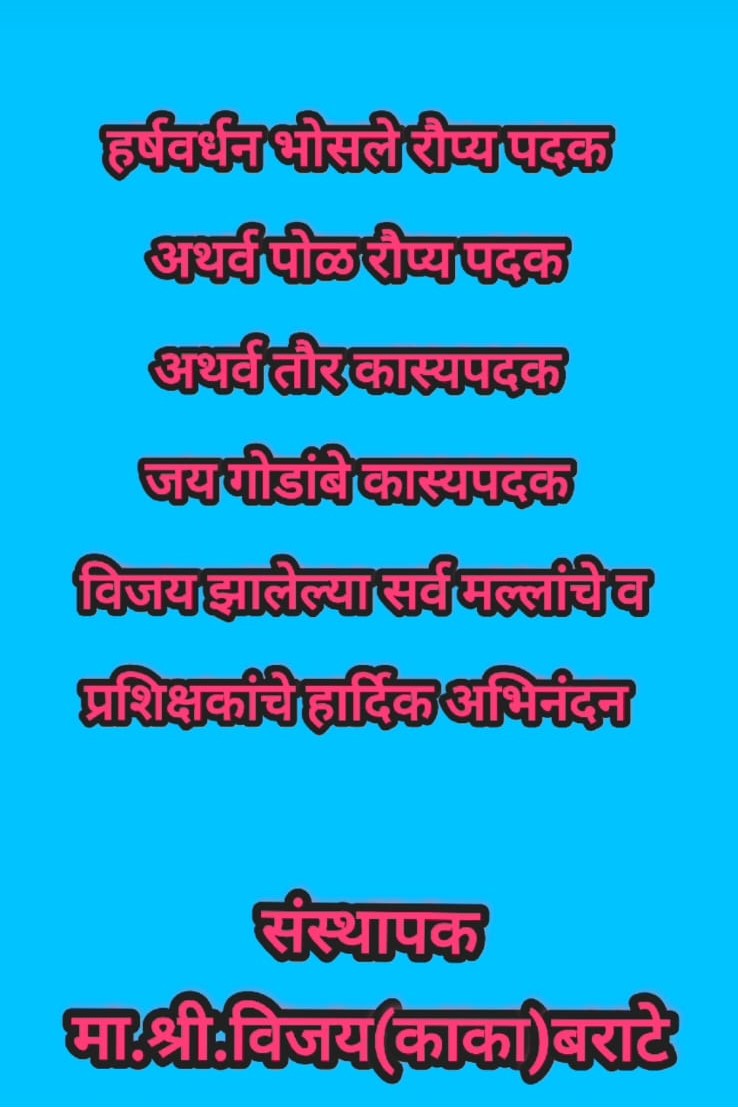 हर्षवर्धन भोसले रौप्य पदक
अथर्व पोळ रौप्य पदक
अथर्व तौर कास्यपदक
जय गोडांबे कास्यपदक
विजय झालेल्या सर्व मल्लांचे व
प्रशिक्षकांचे हार्दिक अभिनंदन
संस्थापक
मा.श्री.विजय(काका)बराटे